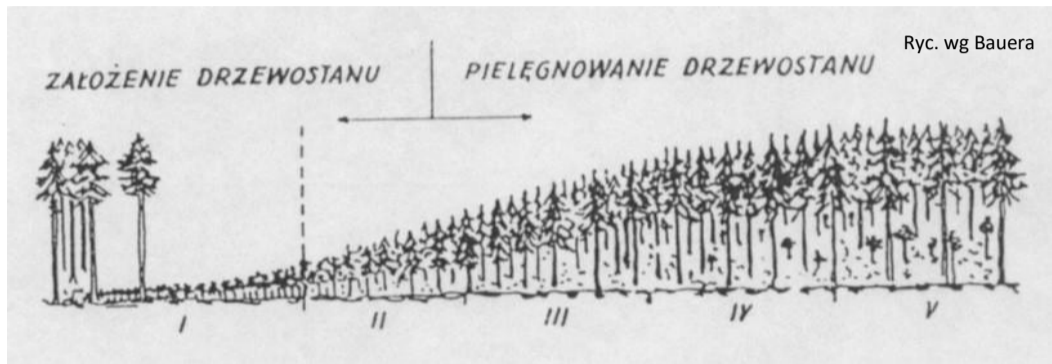 Ryc. wg Bauera
ZAŁOŻENIE DRZEWOSTANU
PIELĘGNOWANIE DRZEWOSTANU
I II III IV V